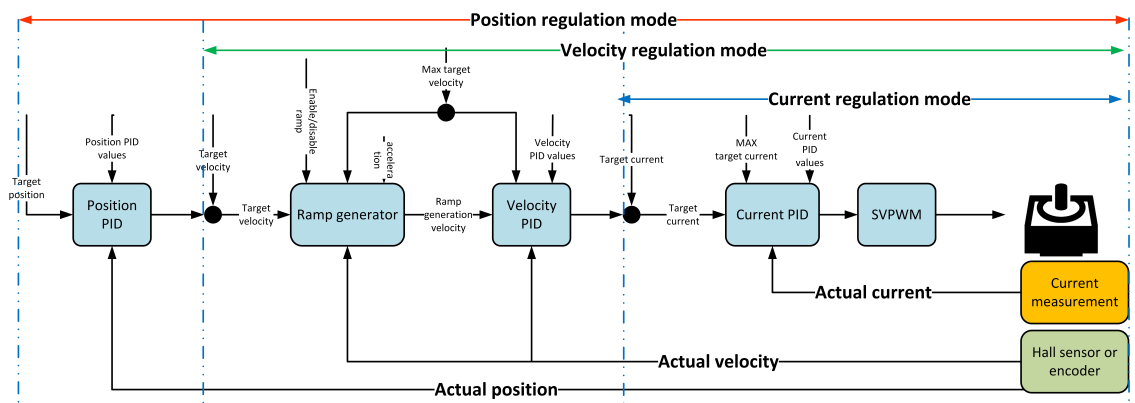 Position regulation mode
Velocity regulation mode
Current regulation mode
Max target
velocity
Enable/disable
ramp
accelera
tion
Position PID
values
Target
velocity
Velocity
PID values
Target current
MAX
target current
Current
PID
values
Target
position
Position
PID
Target
velocity
Ramp generator
Ramp
generation
velocity
Velocity
PID
Target
current
Current PID
SVPWM
Actual current
Current
measurement
Actual velocity
Hall sensor or
encoder
Actual position